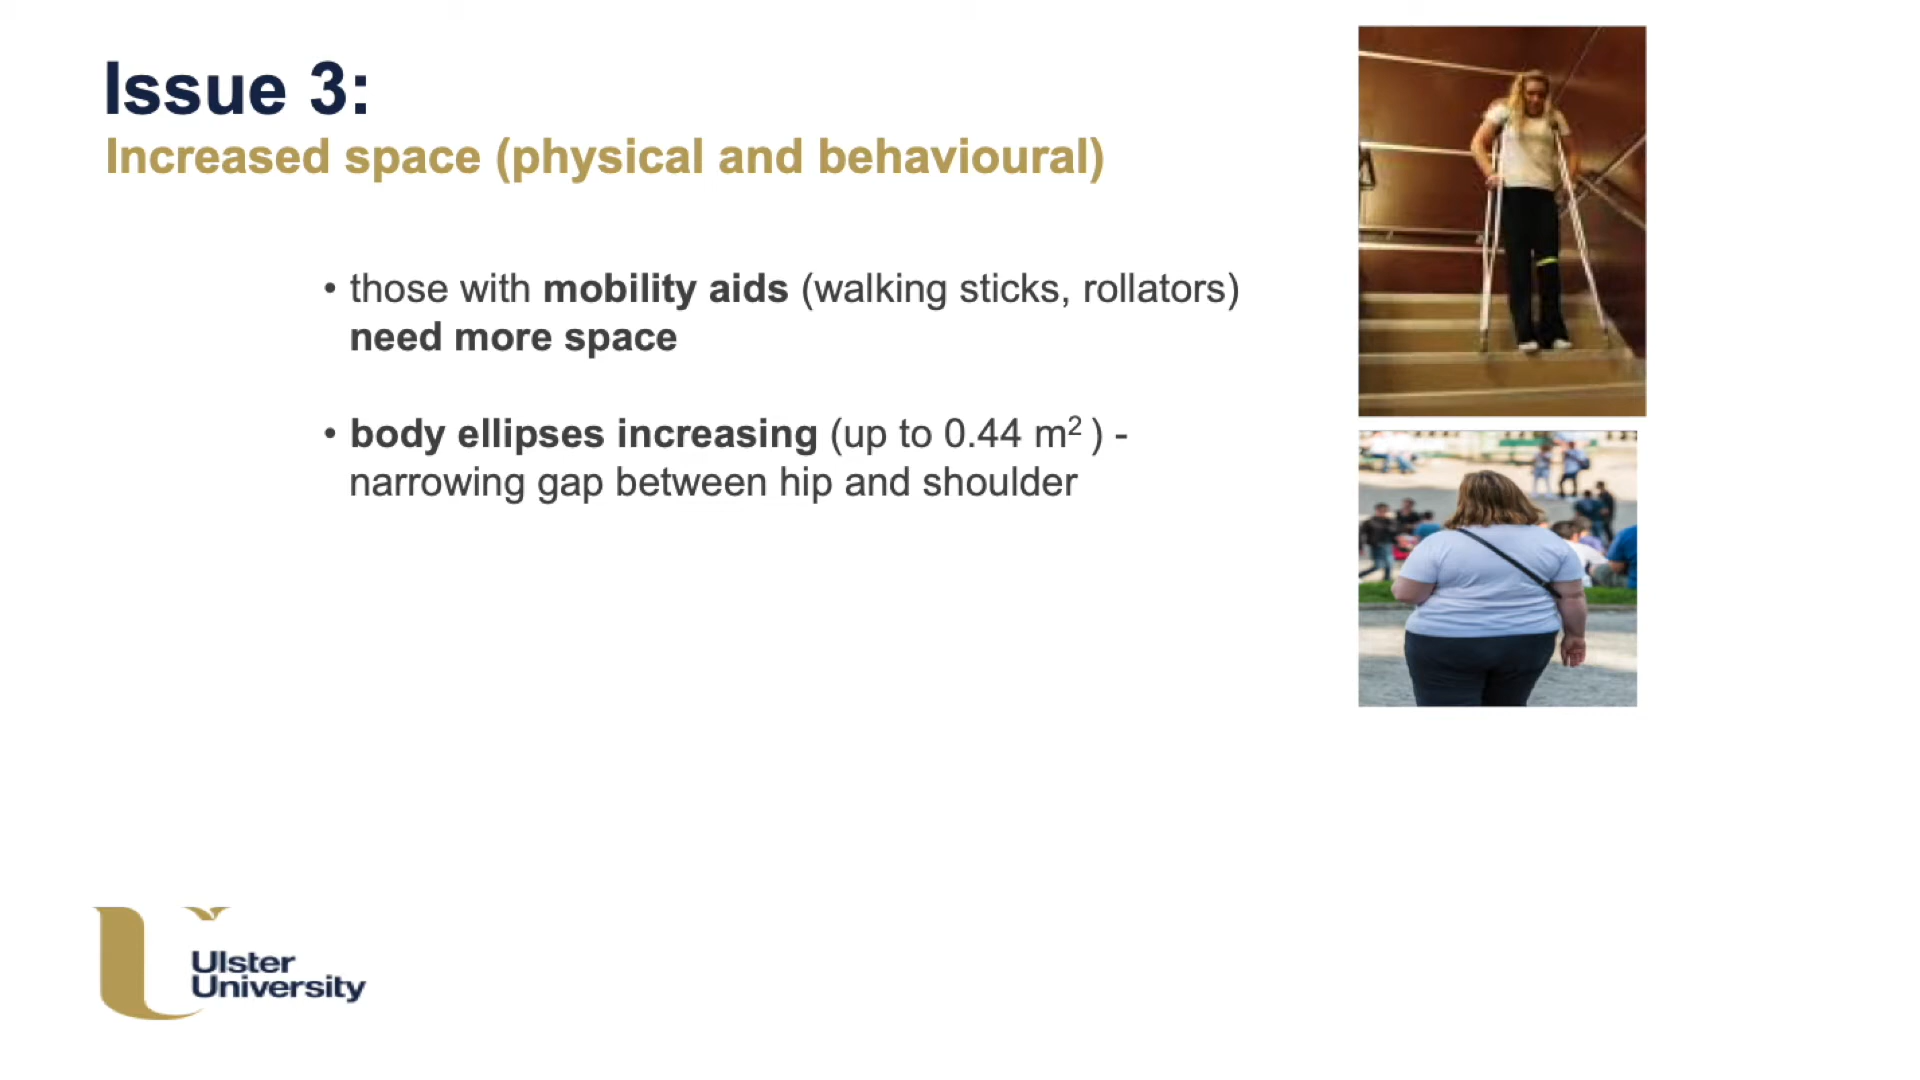 Issue 3:
Increased space (physical and behavioural)
• those with mobility aids (walking sticks, rollators)
need more space
• body ellipses increasing (up to 0.44 m² ) -
narrowing gap between hip and shoulder
Ulster
University